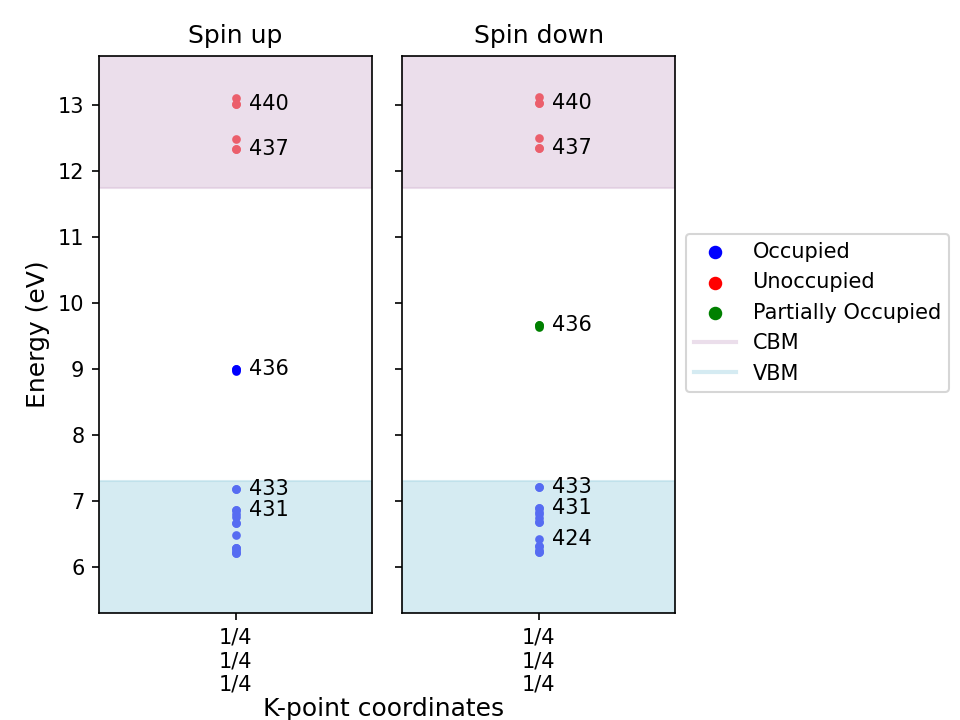 Spin up
Spin down
13
12
11
10
9
8
7
6
Energy (eV)
440
437
436
433
431
440
437
436
433
431
424
1/4
1/4
1/4
1/4
1/4
1/4
K-point coordinates
Occupied
Unoccupied
Partially Occupied
CBM
VBM